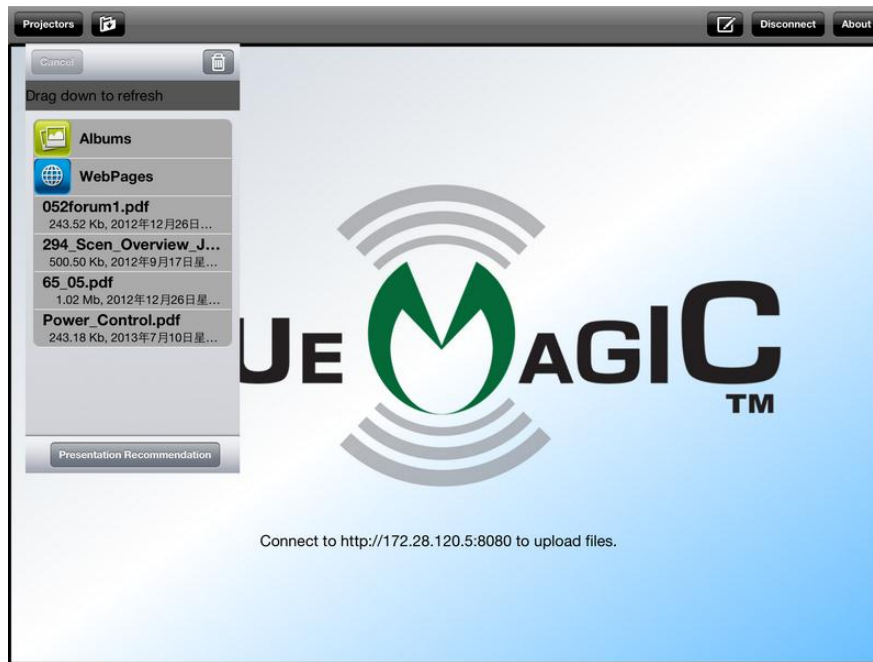 Projectors
Disconnect
About
Cancel
Drag down to refresh
Albums
WebPages
052forum1.pdf
243.52 Kb, 2012年12月26日...
294_Scen_Overview_J...
500.50 Kb, 2012年9月17日星...
65_05.pdf
1.02 Mb, 2012年12月26日星...
Power_Control.pdf
243.18 Kb, 2013年7月10日星...
Presentation Recommendation
UEMAGIC
TM
Connect to http://172.28.120.5:8080 to upload files.